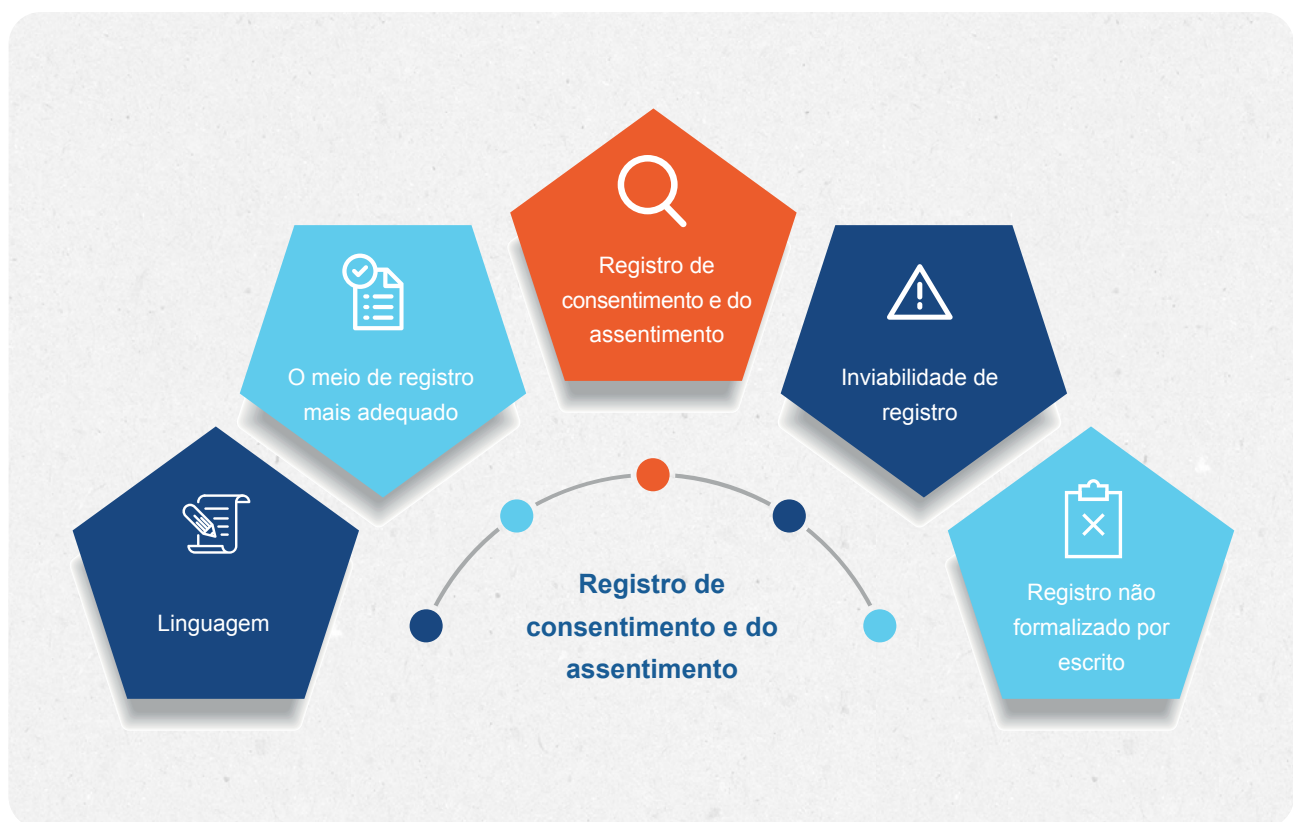 Registro de
consentimento e do
assentimento
O meio de registro
mais adequado
Inviabilidade de
registro
Linguagem
Registro não
formalizado por
escrito
Registro de
consentimento e do
assentimento